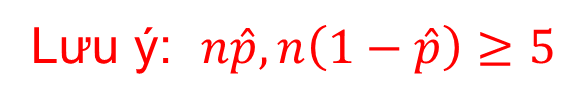 Lưu ý: np̂, n(1 − p̂) ≥ 5